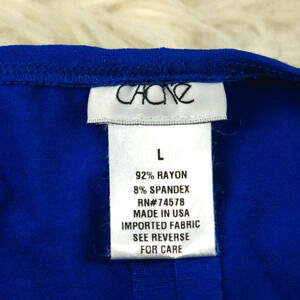 CACHE
L
92% RAYON
8% SPANDEX
RN#74578
MADE IN USA
IMPORTED FABRIC
SEE REVERSE
FOR CARE